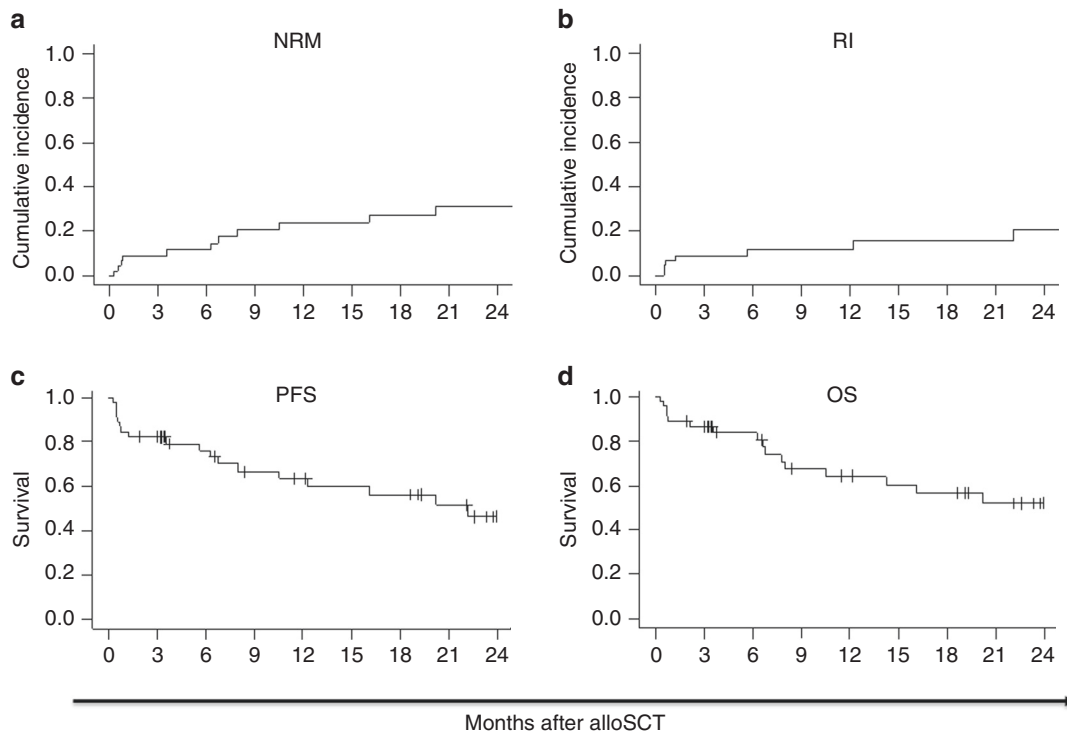 a
NRM
Cumulative incidence
1.0
0.8
0.6
0.4
0.2
0.0
0 3 6 9 12 15 18 21 24
b
RI
Cumulative incidence
1.0
0.8
0.6
0.4
0.2
0.0
0 3 6 9 12 15 18 21 24
c
PFS
Survival
1.0
0.8
0.6
0.4
0.2
0.0
0 3 6 9 12 15 18 21 24
d
OS
Survival
1.0
0.8
0.6
0.4
0.2
0.0
0 3 6 9 12 15 18 21 24
Months after alloSCT